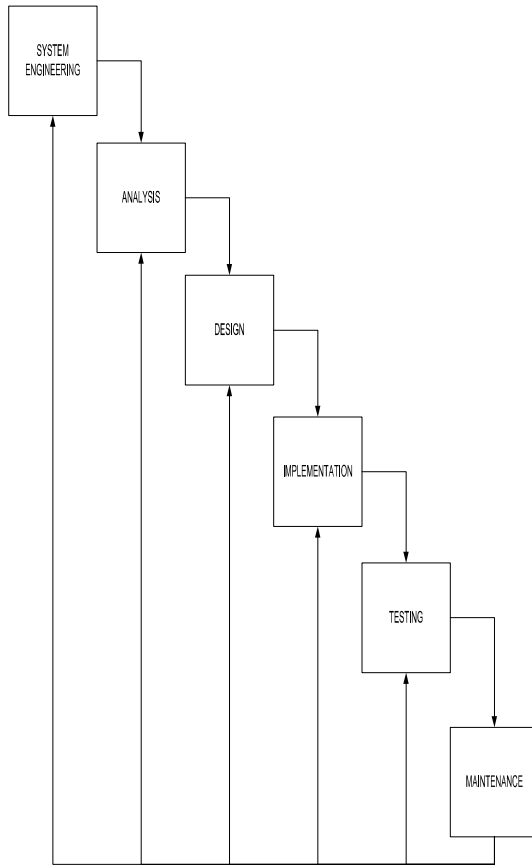 SYSTEM
ENGINEERING
ANALYSIS
DESIGN
IMPLEMENTATION
TESTING
MAINTENANCE